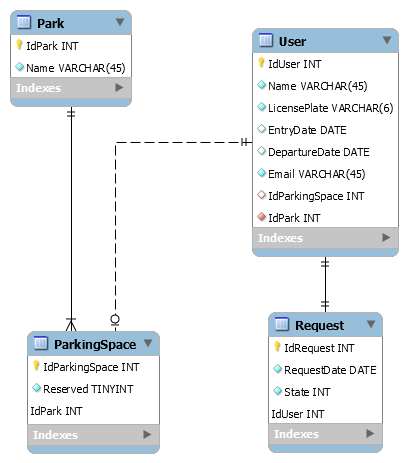 Park
IdPark INT
Name VARCHAR(45)
Indexes
User
IdUser INT
Name VARCHAR(45)
LicensePlate VARCHAR(6)
EntryDate DATE
DepartureDate DATE
Email VARCHAR(45)
IdParkingSpace INT
IdPark INT
Indexes
ParkingSpace
IdParkingSpace INT
Reserved TINYINT
IdPark INT
Indexes
Request
IdRequest INT
RequestDate DATE
State INT
IdUser INT
Indexes